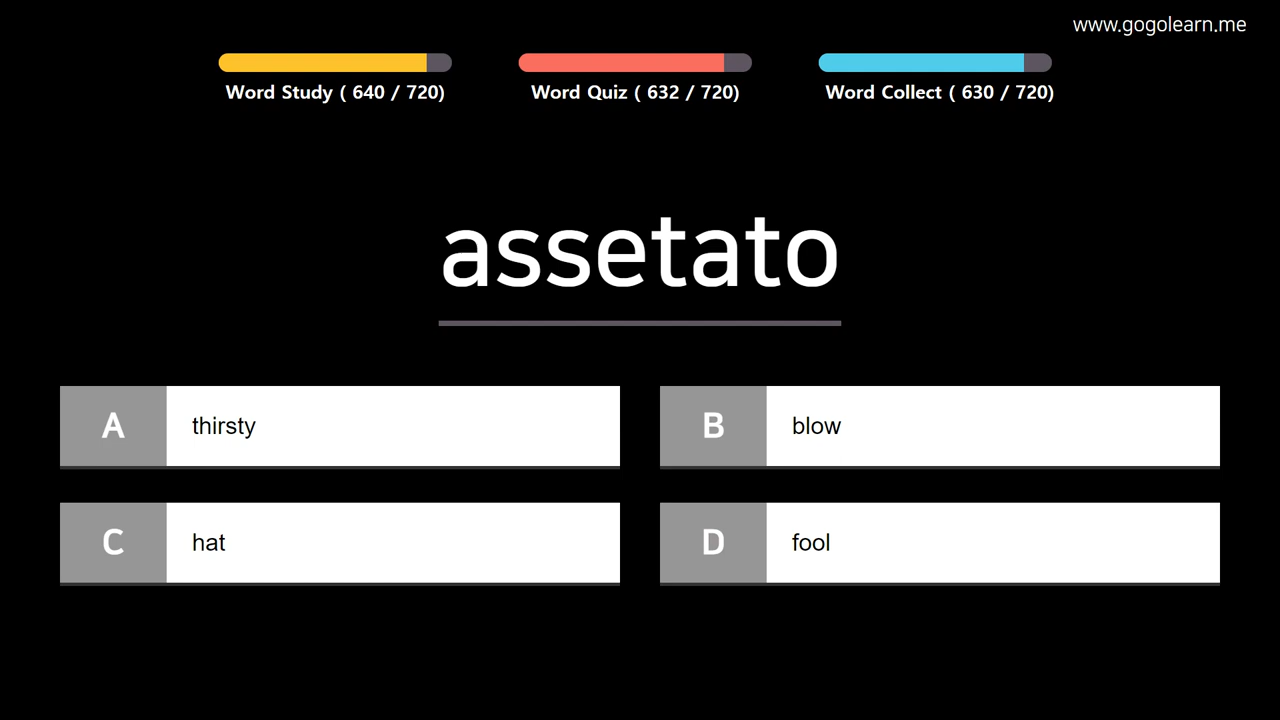 www.gogolearn.me
Word Study ( 640 / 720)
Word Quiz ( 632 / 720)
Word Collect ( 630 / 720)
assetato
A thirsty
B blow
C hat
D fool